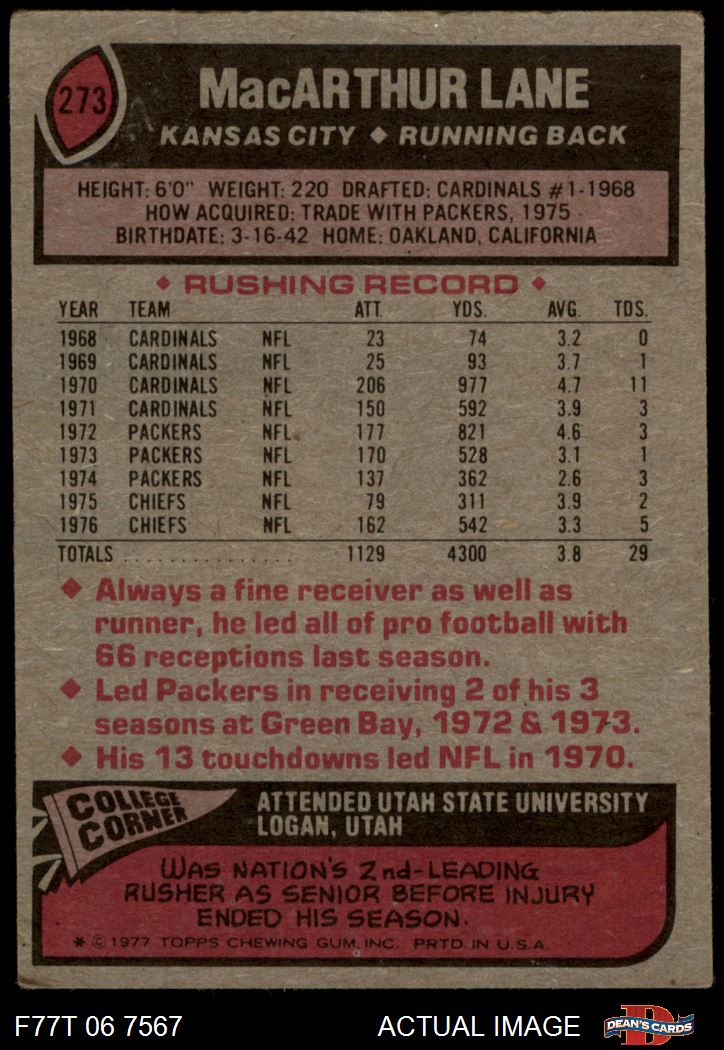 273
MacARTHUR LANE
KANSAS CITY ◆ RUNNING BACK
HEIGHT: 6'0" WEIGHT: 220 DRAFTED: CARDINALS #1-1968
HOW ACQUIRED: TRADE WITH PACKERS, 1975
BIRTHDATE: 3-16-42 HOME: OAKLAND, CALIFORNIA
◆ RUSHING RECORD ◆
YEAR TEAM ATT. YDS. AVG. TDS.
1968 CARDINALS NFL 23 74 3.2 0
1969 CARDINALS NFL 25 93 3.7 1
1970 CARDINALS NFL 206 977 4.7 11
1971 CARDINALS NFL 150 592 3.9 3
1972 PACKERS NFL 177 821 4.6 3
1973 PACKERS NFL 170 528 3.1 1
1974 PACKERS NFL 137 362 2.6 3
1975 CHIEFS NFL 79 311 3.9 2
1976 CHIEFS NFL 162 542 3.3 5
TOTALS . . . . . . . . . . . . . . . 1129 4300 3.8 29
◆ Always a fine receiver as well as
runner, he led all of pro football with
66 receptions last season.
◆ Led Packers in receiving 2 of his 3
seasons at Green Bay, 1972 & 1973.
◆ His 13 touchdowns led NFL in 1970.
COLLEGE
CORNER
ATTENDED UTAH STATE UNIVERSITY
LOGAN, UTAH
WAS NATION'S 2nd-LEADING
RUSHER AS SENIOR BEFORE INJURY
ENDED HIS SEASON.
* © 1977 TOPPS CHEWING GUM, INC. PRTD. IN U.S.A.
F77T 06 7567 ACTUAL IMAGE
D
DEAN'S CARDS